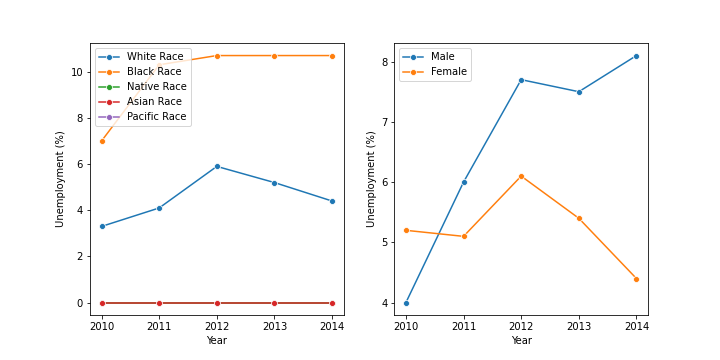 White Race
Black Race
Native Race
Asian Race
Pacific Race
10
8
6
4
2
0
Unemployment (%)
2010 2011 2012 2013 2014
Year
Male
Female
8
7
6
5
4
Unemployment (%)
2010 2011 2012 2013 2014
Year